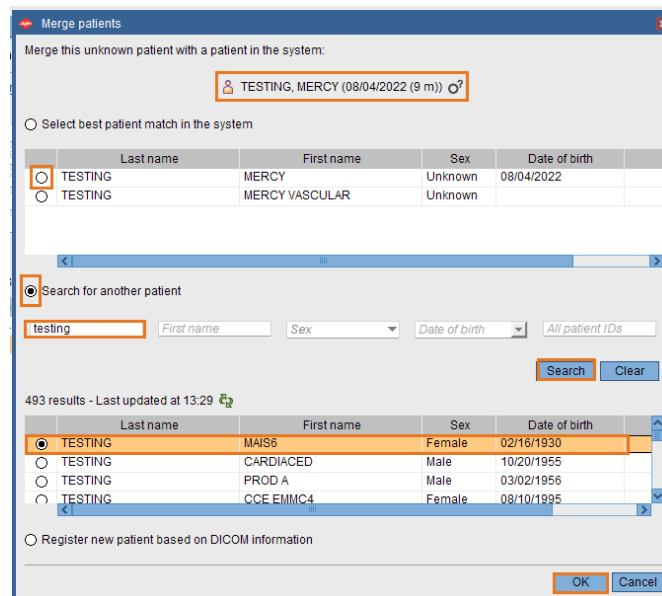 Merge patients
Merge this unknown patient with a patient in the system:
TESTING, MERCY (08/04/2022 (9 m))
Select best patient match in the system
Last name First name Sex Date of birth
TESTING MERCY Unknown 08/04/2022
TESTING MERCY VASCULAR Unknown
Search for another patient
testing First name Sex Date of birth All patient IDs
Search Clear
493 results - Last updated at 13:29
Last name First name Sex Date of birth
TESTING MAIS6 Female 02/16/1930
TESTING CARDIACED Male 10/20/1955
TESTING PROD A Male 03/02/1956
TESTING CCE EMMC4 Female 08/10/1995
Register new patient based on DICOM information
OK Cancel